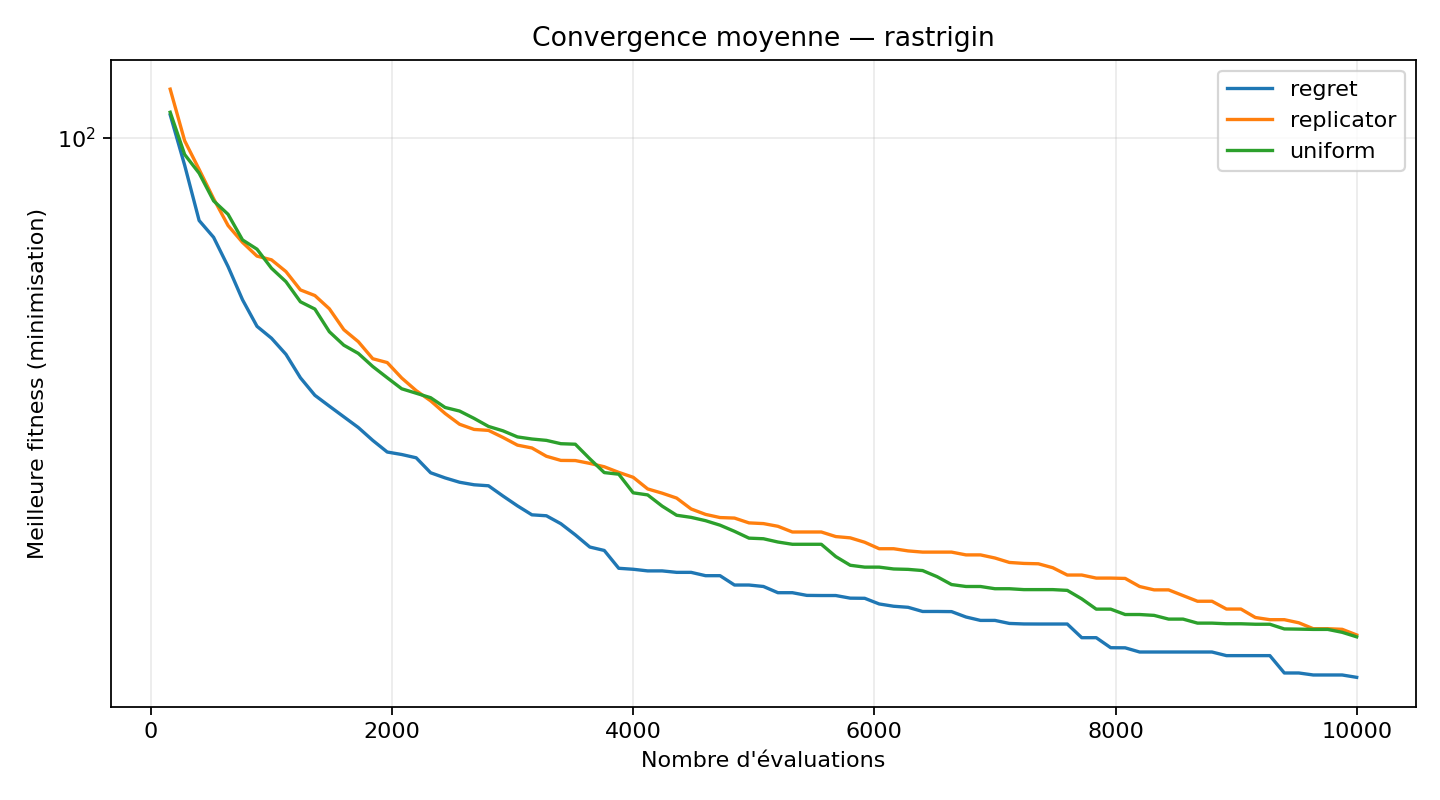 Convergence moyenne — rastrigin
regret
replicator
uniform
10²
Meilleure fitness (minimisation)
0 2000 4000 6000 8000 10000
Nombre d'évaluations